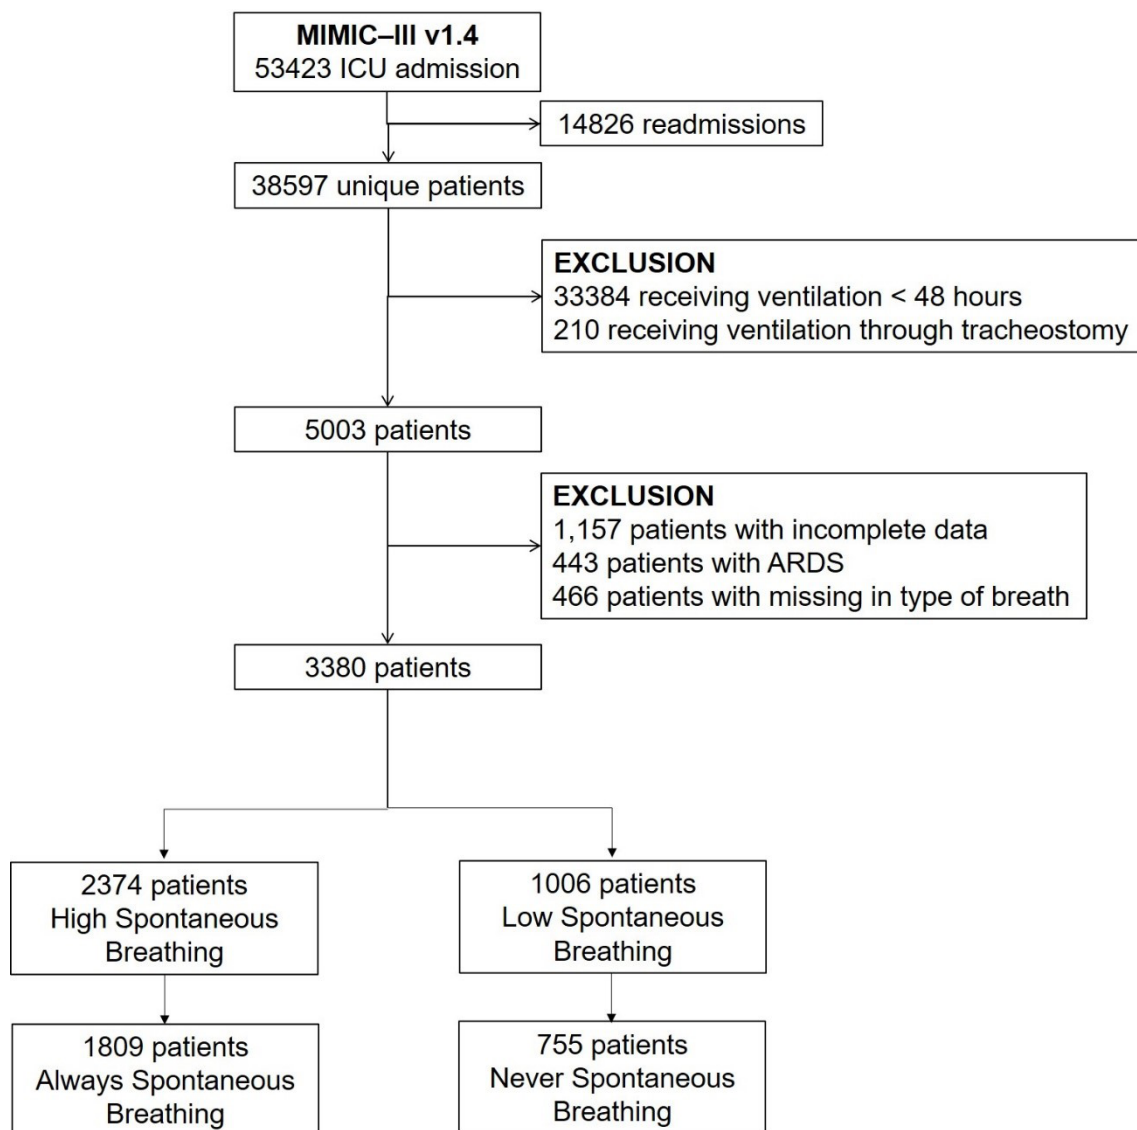 MIMIC–III v1.4
53423 ICU admission
14826 readmissions
38597 unique patients
EXCLUSION
33384 receiving ventilation < 48 hours
210 receiving ventilation through tracheostomy
5003 patients
EXCLUSION
1,157 patients with incomplete data
443 patients with ARDS
466 patients with missing in type of breath
3380 patients
2374 patients
High Spontaneous
Breathing
1006 patients
Low Spontaneous
Breathing
1809 patients
Always Spontaneous
Breathing
755 patients
Never Spontaneous
Breathing